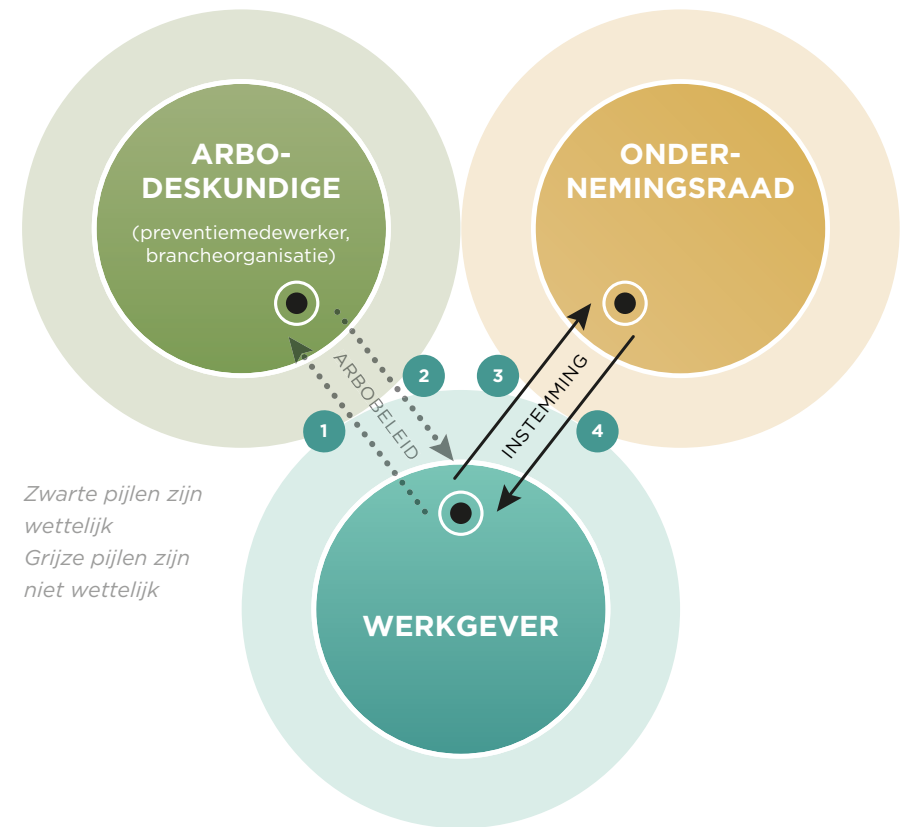 ARBO-
DESKUNDIGE
(preventiemedewerker,
brancheorganisatie)
ONDER-
NEMINGSRAAD
1
ARBOBELEID
2
3
INSTEMMING
4
Zwarte pijlen zijn
wettelijk
Grijze pijlen zijn
niet wettelijk
WERKGEVER